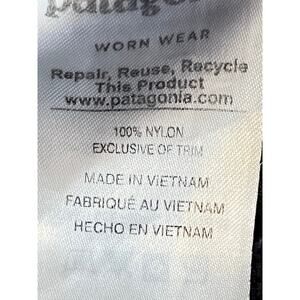 patagonia
WORN WEAR
Repair, Reuse, Recycle
This Product
www.patagonia.com
100% NYLON
EXCLUSIVE OF TRIM
MADE IN VIETNAM
FABRIQUÉ AU VIETNAM
HECHO EN VIETNAM